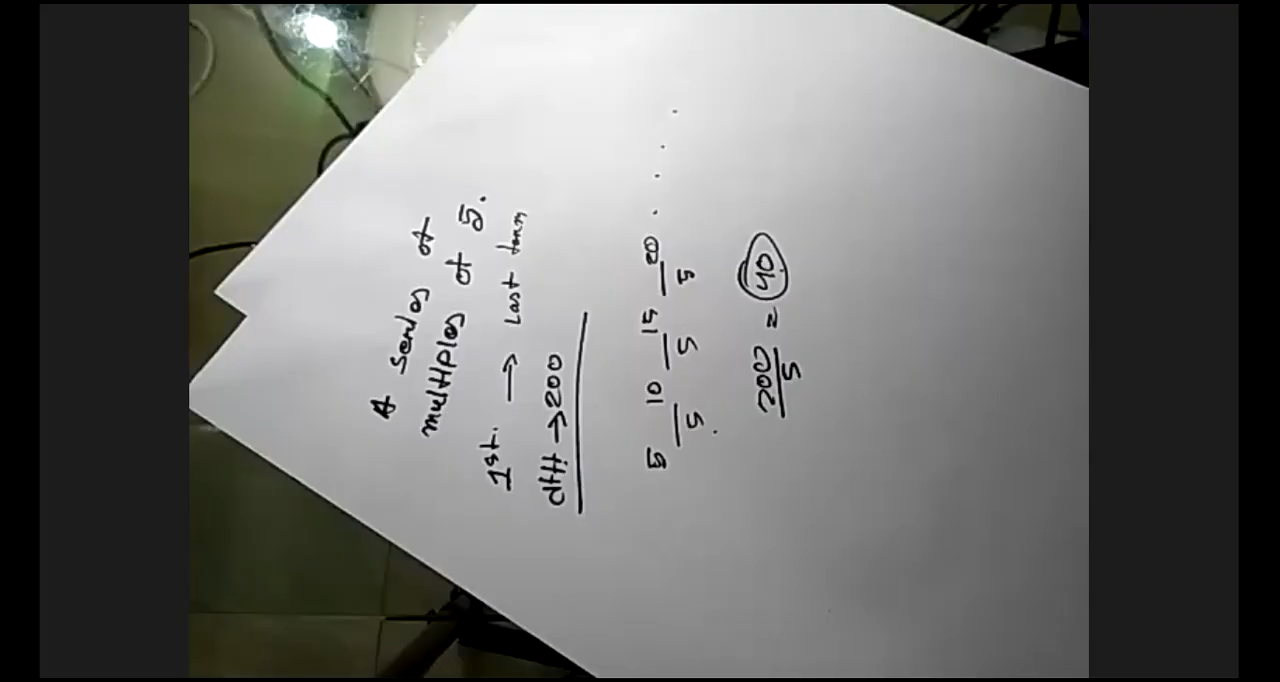 A series of
multiples of 5.
1st. → Last term
diff → 200
5 10 15 20 . . . .
5 5 5
200/5 = 40